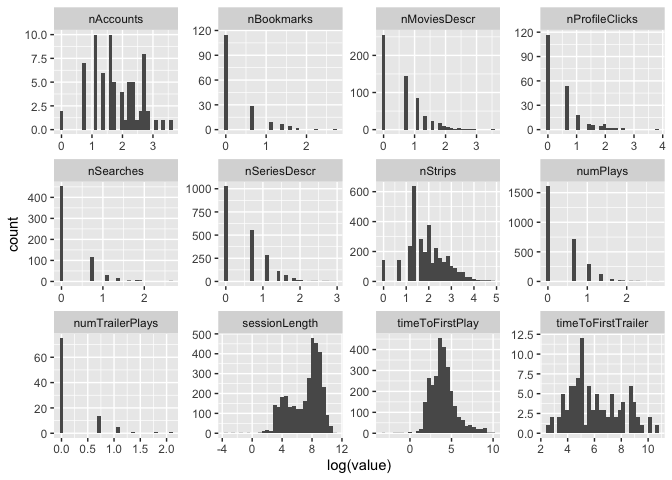 nAccounts nBookmarks nMoviesDescr nProfileClicks
10.0 7.5 5.0 2.5 0.0
0 1 2 3
120 90 60 30 0
0 1 2
200 100 0
0 1 2 3
120 90 60 30 0
0 1 2 3 4
nSearches nSeriesDescr nStrips numPlays
400 300 200 100 0
0 1 2
1000 750 500 250 0
0 1 2 3
600 400 200 0
0 1 2 3 4 5
1500 1000 500 0
0 1 2
numTrailerPlays sessionLength timeToFirstPlay timeToFirstTrailer
60 40 20 0
0.0 0.5 1.0 1.5 2.0
500 400 300 200 100 0
-4 0 4 8 12
400 300 200 100 0
0 5 10
12.5 10.0 7.5 5.0 2.5 0.0
2 4 6 8 10
count
log(value)